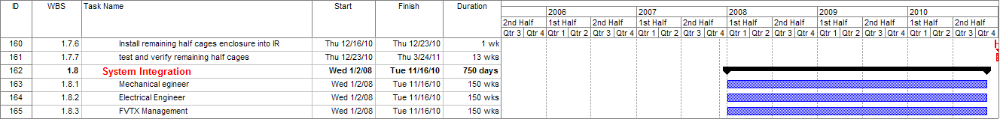 ID WBS Task Name Start Finish Duration
2006 2007 2008 2009 2010
2nd Half 1st Half 2nd Half 1st Half 2nd Half 1st Half 2nd Half 1st Half 2nd Half 1st Half 2nd Half
Qtr 3 Qtr 4 Qtr 1 Qtr 2 Qtr 3 Qtr 4 Qtr 1 Qtr 2 Qtr 3 Qtr 4 Qtr 1 Qtr 2 Qtr 3 Qtr 4 Qtr 1 Qtr 2 Qtr 3 Qtr 4 Qtr 1 Qtr 2 Qtr 3 Qtr 4
160 1.7.6 Install remaining half cages enclosure into IR Thu 12/16/10 Thu 12/23/10 1 wk
161 1.7.7 test and verify remaining half cages Thu 12/23/10 Thu 3/24/11 13 wks
162 1.8 System Integration Wed 1/2/08 Tue 11/16/10 750 days
163 1.8.1 Mechanical egineer Wed 1/2/08 Tue 11/16/10 150 wks
164 1.8.2 Electrical Engineer Wed 1/2/08 Tue 11/16/10 150 wks
165 1.8.3 FVTX Management Wed 1/2/08 Tue 11/16/10 150 wks